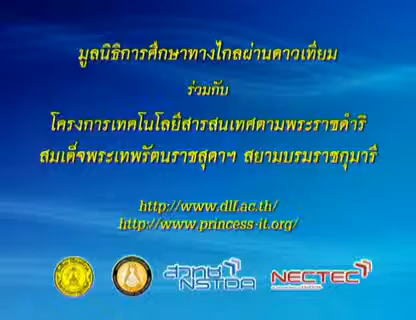 มูลนิธิการศึกษาทางไกลผ่านดาวเทียม
ร่วมกับ
โครงการเทคโนโลยีสารสนเทศตามพระราชดำริ
สมเด็จพระเทพรัตนราชสุดาฯ สยามบรมราชกุมารี
http://www.dlf.ac.th/
http://www.princess-it.org/
สวทช NECTEC
NSTDA